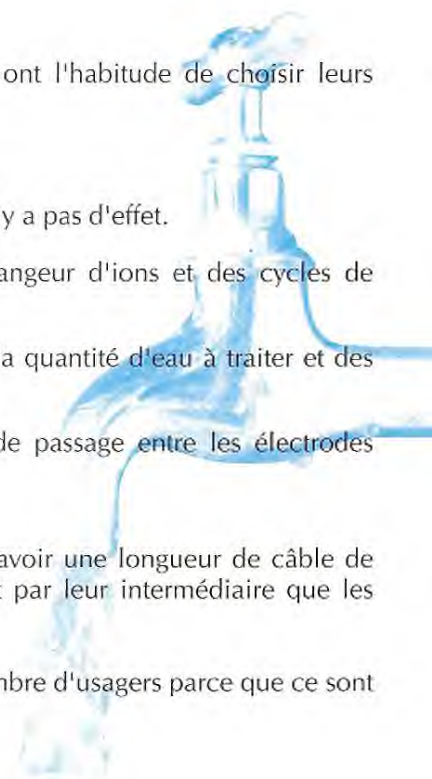 ont l'habitude de choisir leurs
y a pas d'effet.
angeur d'ions et des cycles de
a quantité d'eau à traiter et des
de passage entre les électrodes
avoir une longueur de câble de
par leur intermédiaire que les
nbre d'usagers parce que ce sont